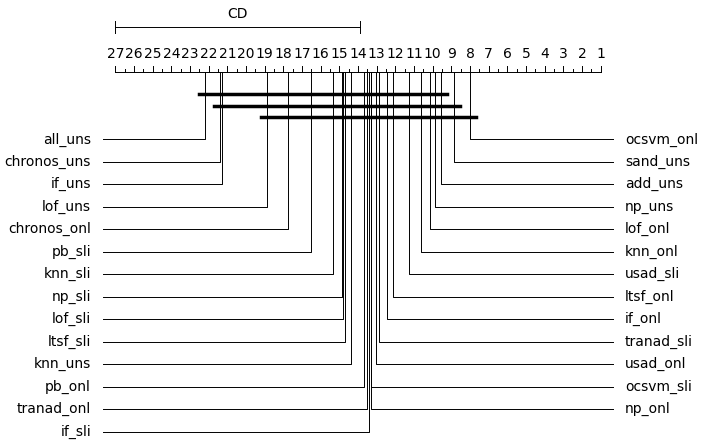 CD
27 26 25 24 23 22 21 20 19 18 17 16 15 14 13 12 11 10 9 8 7 6 5 4 3 2 1
all_uns ocsvm_onl
chronos_uns sand_uns
if_uns add_uns
lof_uns np_uns
chronos_onl lof_onl
pb_sli knn_onl
knn_sli usad_sli
np_sli ltsf_onl
lof_sli if_onl
ltsf_sli tranad_sli
knn_uns usad_onl
pb_onl ocsvm_sli
tranad_onl np_onl
if_sli